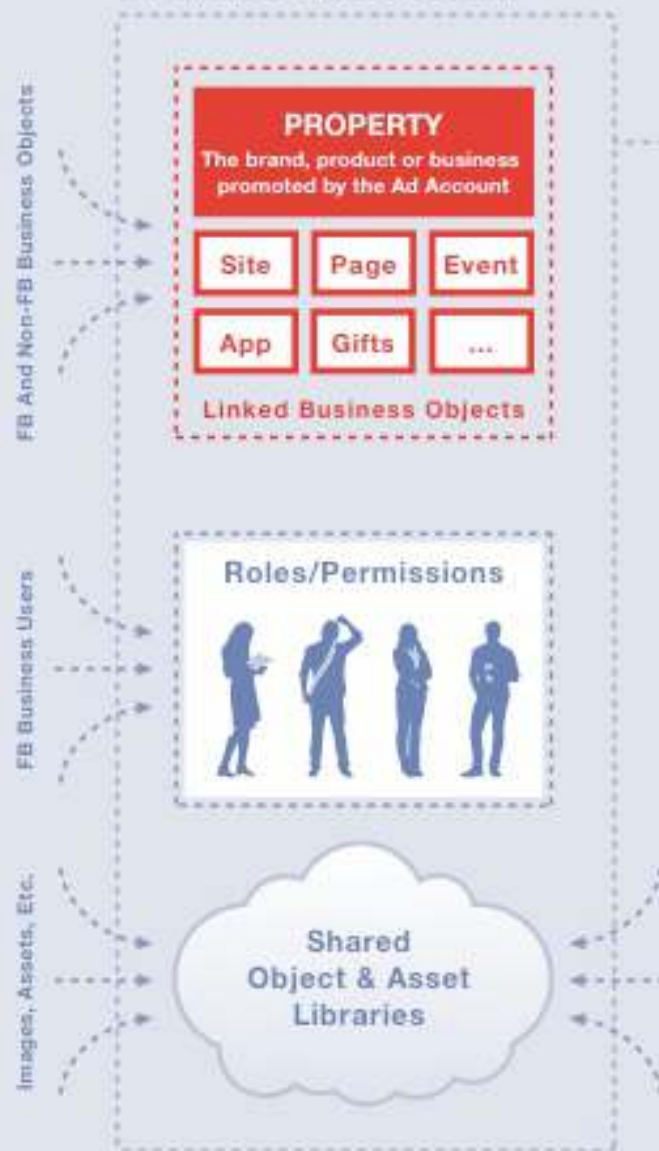 FB And Non-FB Business Objects
PROPERTY
The brand, product or business
promoted by the Ad Account
Site
Page
Event
App
Gifts
...
Linked Business Objects
FB Business Users
Roles/Permissions
Images, Assets, Etc.
Shared
Object & Asset
Libraries